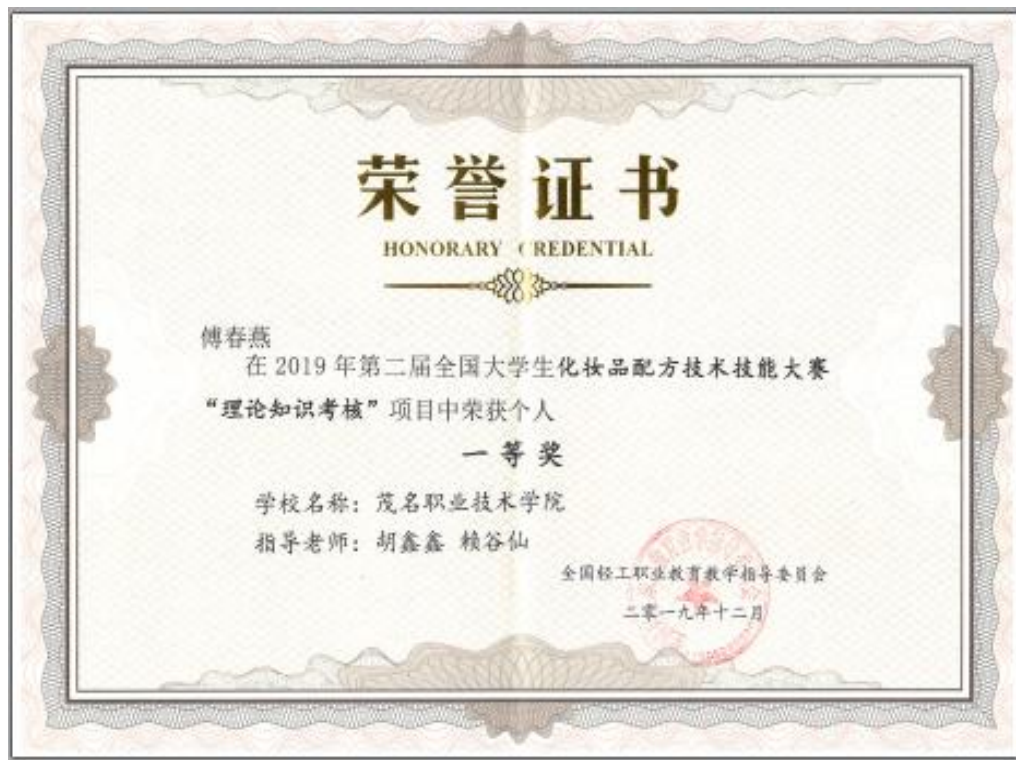 荣誉证书
HONORARY CREDENTIAL
傅春燕
在 2019 年第二届全国大学生化妆品配方技术技能大赛
“理论知识考核”项目中荣获个人
一等奖
学校名称：茂名职业技术学院
指导老师：胡鑫鑫 赖谷仙
全国轻工职业教育教学指导委员会
二零一九年十二月